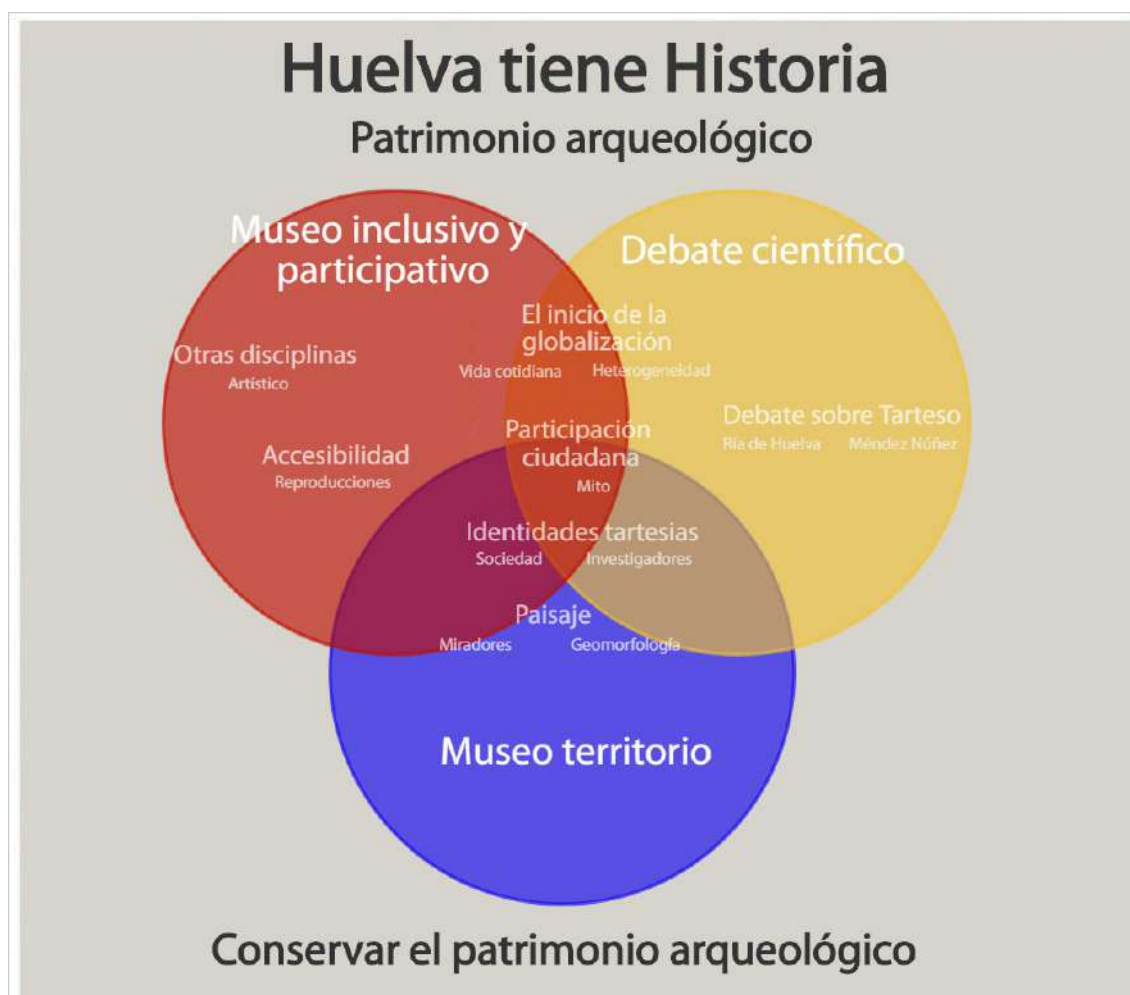 Huelva tiene Historia
Patrimonio arqueológico
Museo inclusivo y
participativo
Debate científico
El inicio de la
globalización
Vida cotidiana
Heterogeneidad
Otras disciplinas
Artístico
Debate sobre Tarteso
Ría de Huelva
Méndez Núñez
Accesibilidad
Reproducciones
Participación
ciudadana
Mito
Identidades tartesias
Sociedad
Investigadores
Paisaje
Miradores
Geomorfología
Museo territorio
Conservar el patrimonio arqueológico